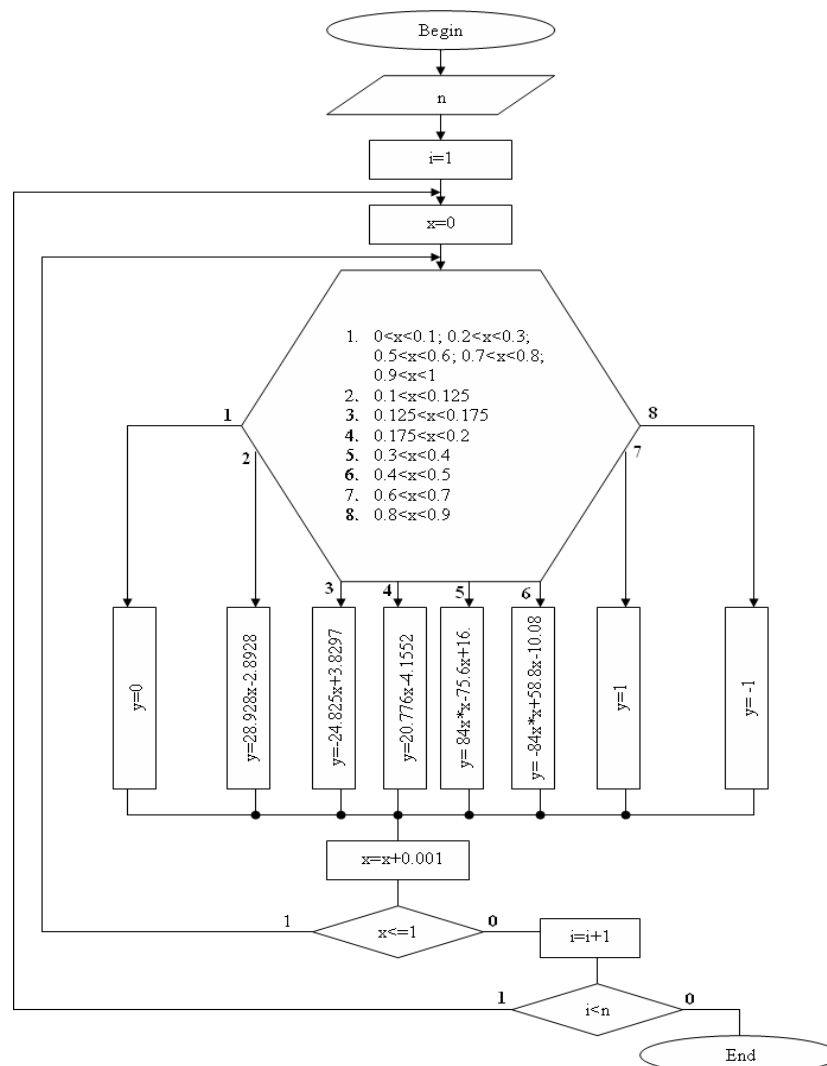 Begin
n
i=1
x=0
1. 0<x<0.1; 0.2<x<0.3;
0.5<x<0.6; 0.7<x<0.8;
0.9<x<1
2. 0.1<x<0.125
3. 0.125<x<0.175
4. 0.175<x<0.2
5. 0.3<x<0.4
6. 0.4<x<0.5
7. 0.6<x<0.7
8. 0.8<x<0.9
1
2
3
4
5
6
7
8
y=0
y=28.928x-2.8928
y=-24.825x+3.8297
y=20.776x-4.1552
y= 84x*x-75.6x+16.
y= -84x*x+58.8x-10.08
y=1
y= -1
x=x+0.001
1
x<=1
0
i=i+1
1
i<n
0
End